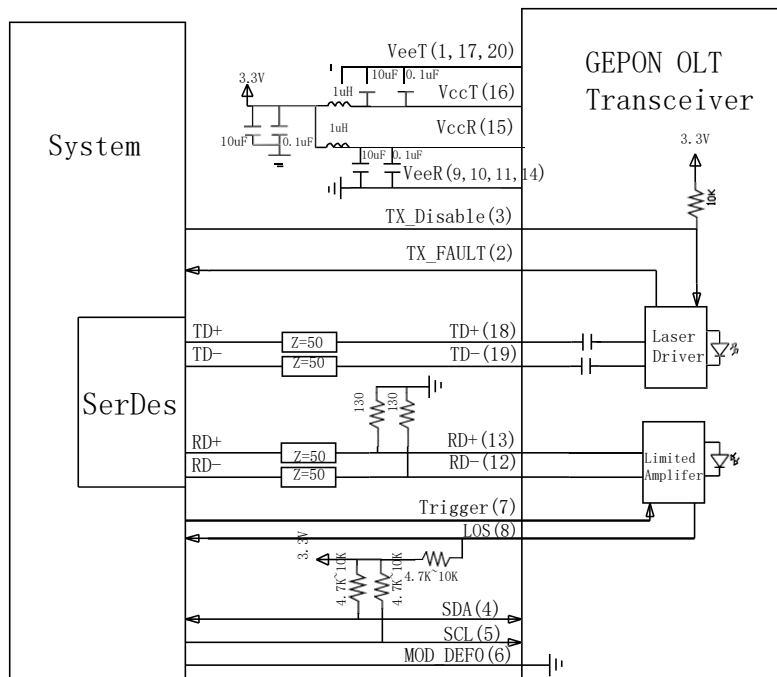 VeeT(1,17,20)
GEPON OLT
Transceiver
3.3V
10uF
0.1uF
1uH
VccT(16)
System
10uF
0.1uF
1uH
VccR(15)
3.3V
10uF
0.1uF
VeeR(9,10,11,14)
10K
TX_Disable(3)
TX_FAULT(2)
TD+
Z=50
TD+(18)
Laser
Driver
TD-
Z=50
TD-(19)
SerDes
130
130
RD+
Z=50
RD+(13)
RD-
Z=50
RD-(12)
Limited
Amplifer
Trigger(7)
LOS(8)
3.3V
4.7K~10K
4.7K~10K
4.7K~10K
SDA(4)
SCL(5)
MOD_DEF0(6)